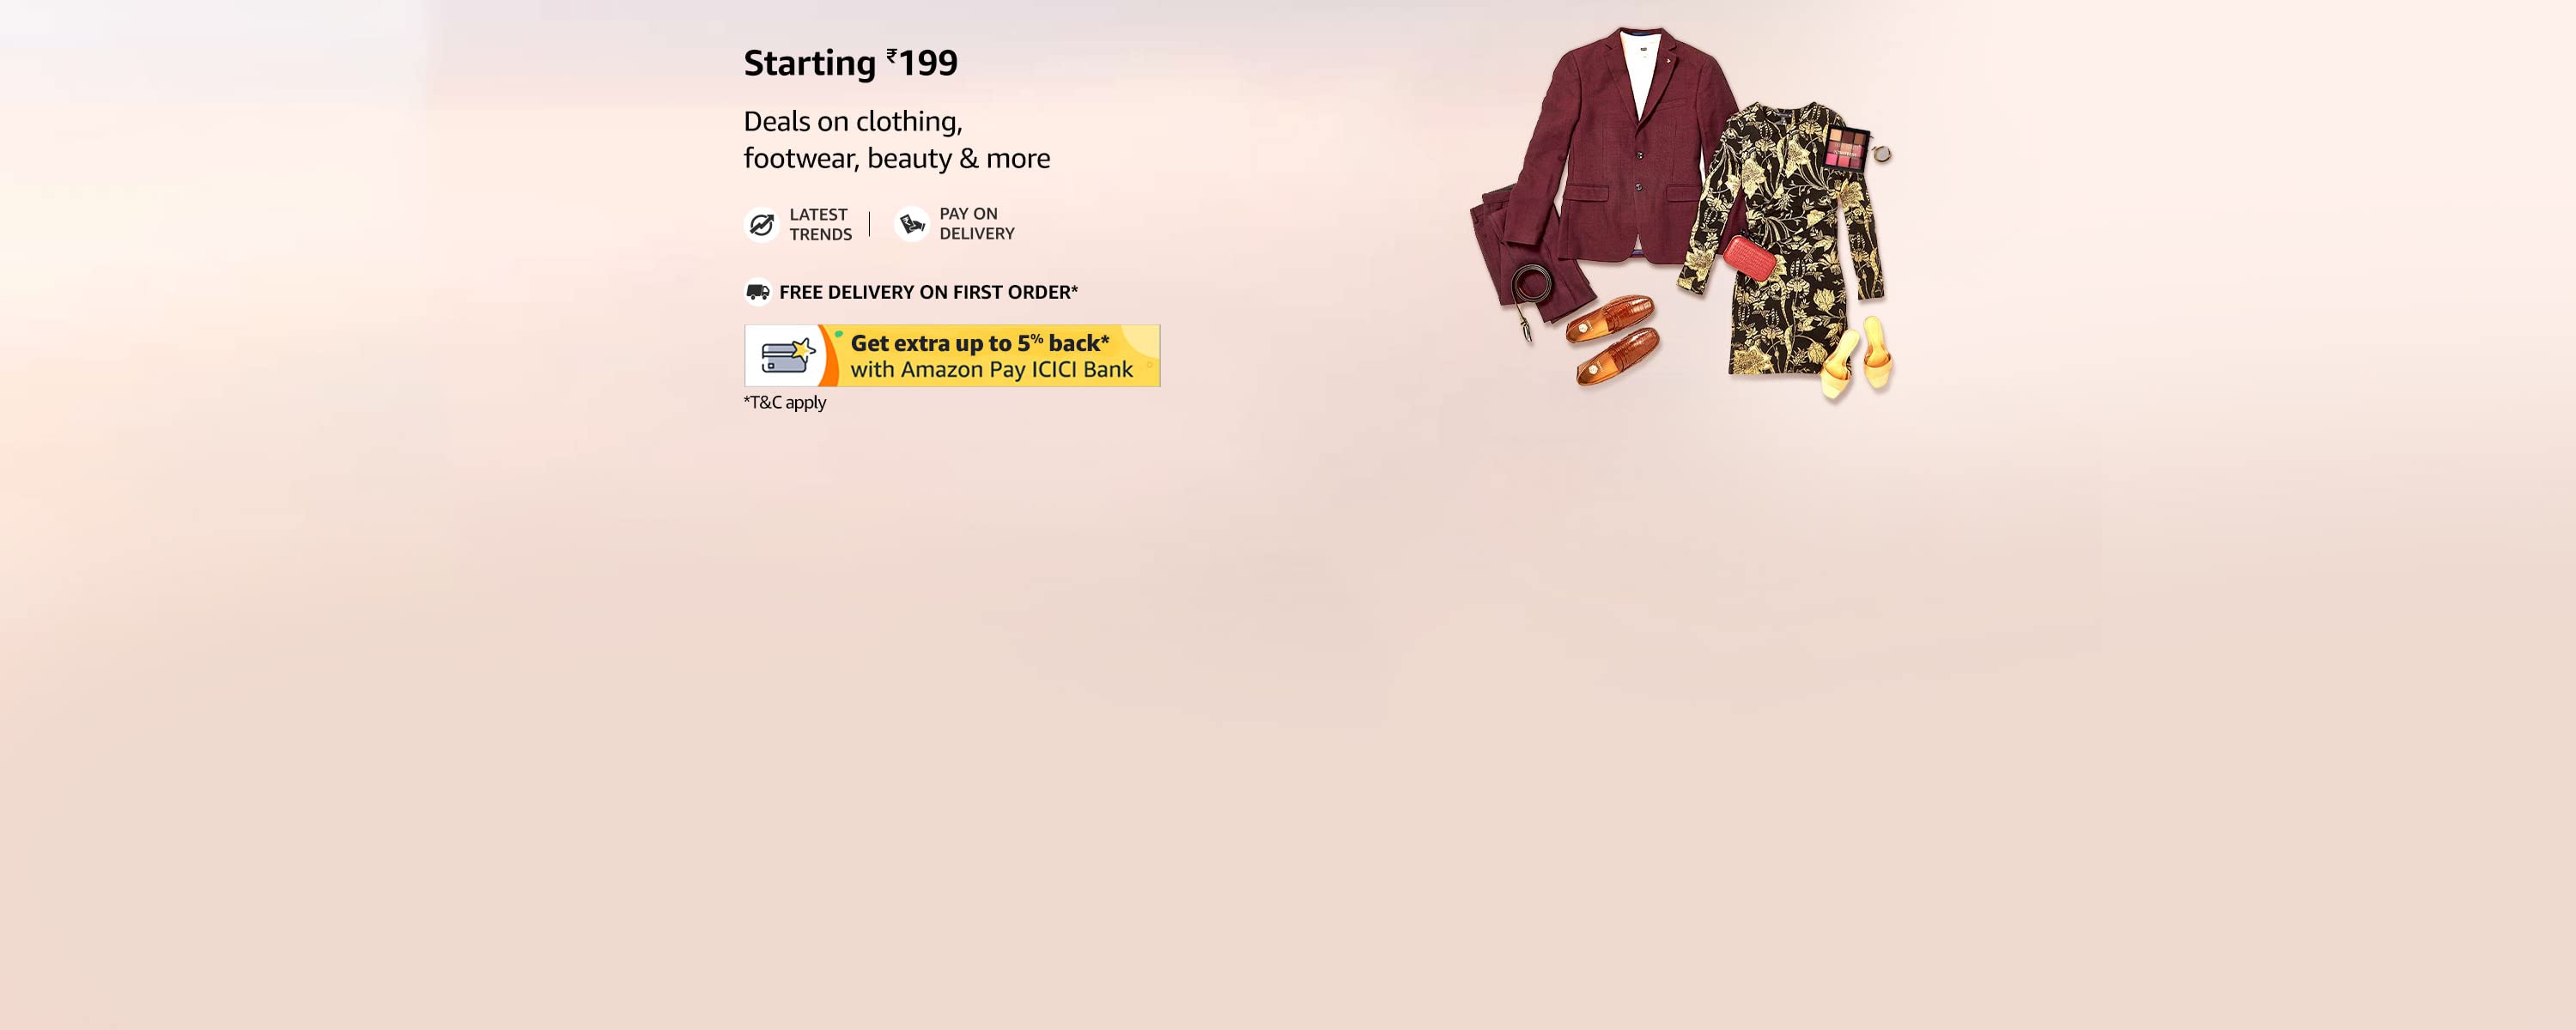 Starting ₹199
Deals on clothing,
footwear, beauty & more
LATEST
TRENDS
PAY ON
DELIVERY
FREE DELIVERY ON FIRST ORDER*
Get extra up to 5% back*
with Amazon Pay ICICI Bank
*T&C apply